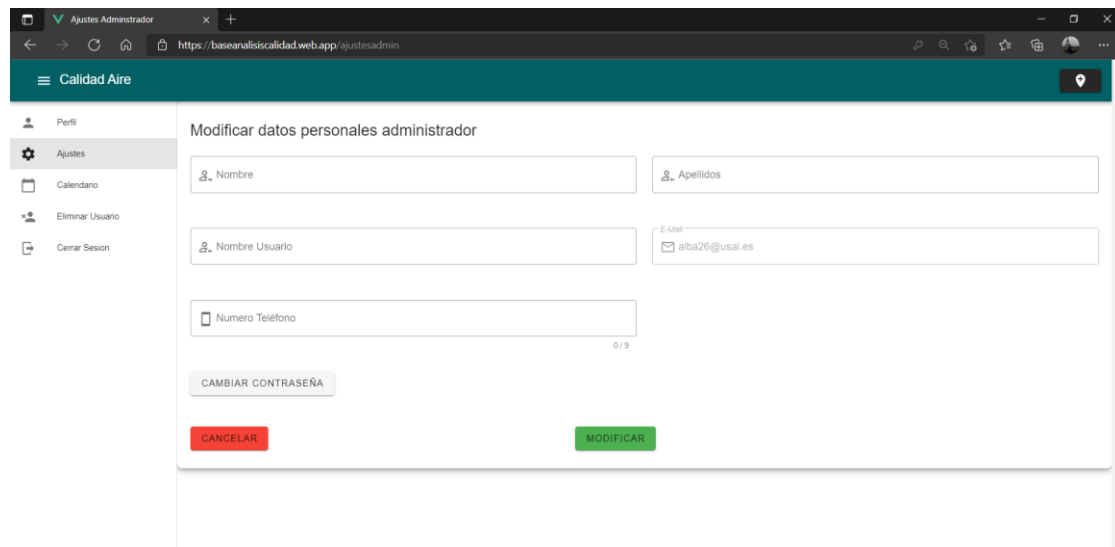 Ajustes Adminstrador
https://baseanalisiscalidad.web.app/ajustesadmin
Calidad Aire
Perfil
Ajustes
Calendario
Eliminar Usuario
Cerrar Sesion
Modificar datos personales administrador
Nombre
Apellidos
Nombre Usuario
E-Mail
alba26@usal.es
Numero Teléfono
0 / 9
CAMBIAR CONTRASEÑA
CANCELAR
MODIFICAR